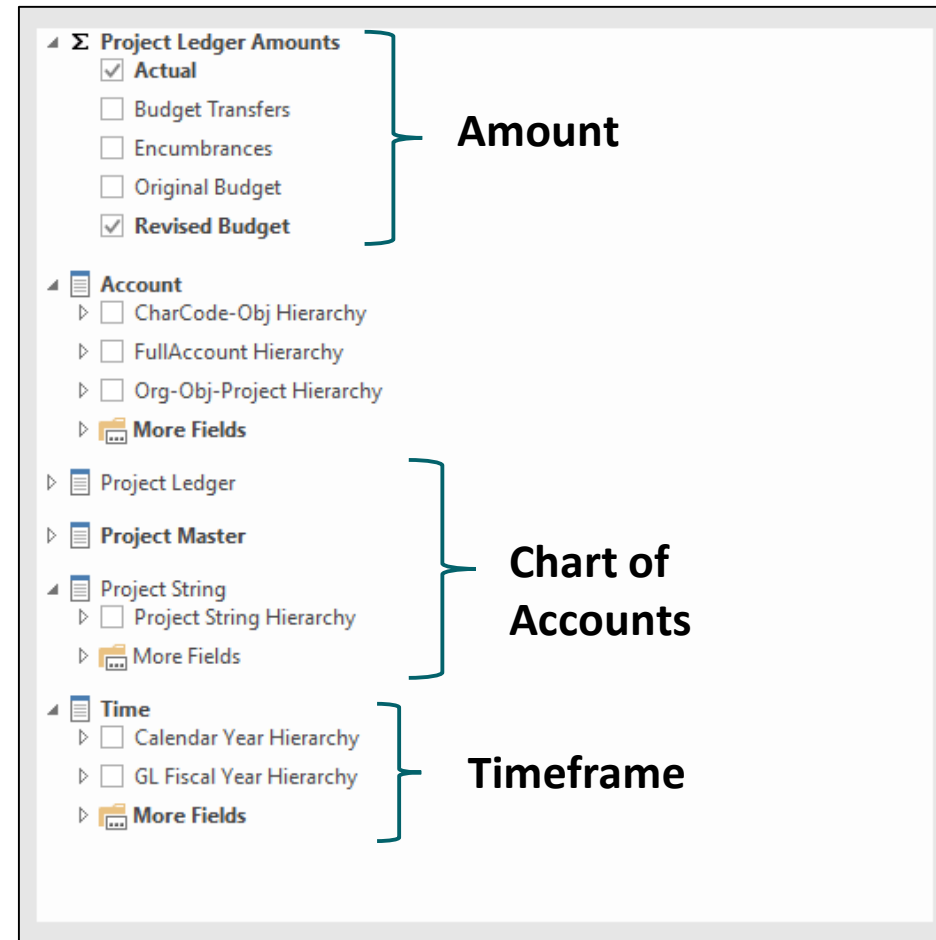 Σ Project Ledger Amounts
Actual
Budget Transfers
Encumbrances
Original Budget
Revised Budget
Amount
Account
CharCode-Obj Hierarchy
FullAccount Hierarchy
Org-Obj-Project Hierarchy
More Fields
Project Ledger
Project Master
Project String
Project String Hierarchy
More Fields
Chart of
Accounts
Time
Calendar Year Hierarchy
GL Fiscal Year Hierarchy
More Fields
Timeframe